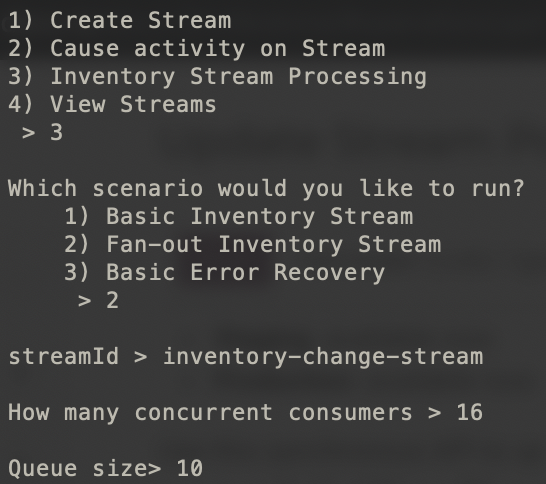 1) Create Stream
2) Cause activity on Stream
3) Inventory Stream Processing
4) View Streams
> 3
Which scenario would you like to run?
1) Basic Inventory Stream
2) Fan-out Inventory Stream
3) Basic Error Recovery
> 2
streamId > inventory-change-stream
How many concurrent consumers > 16
Queue size> 10